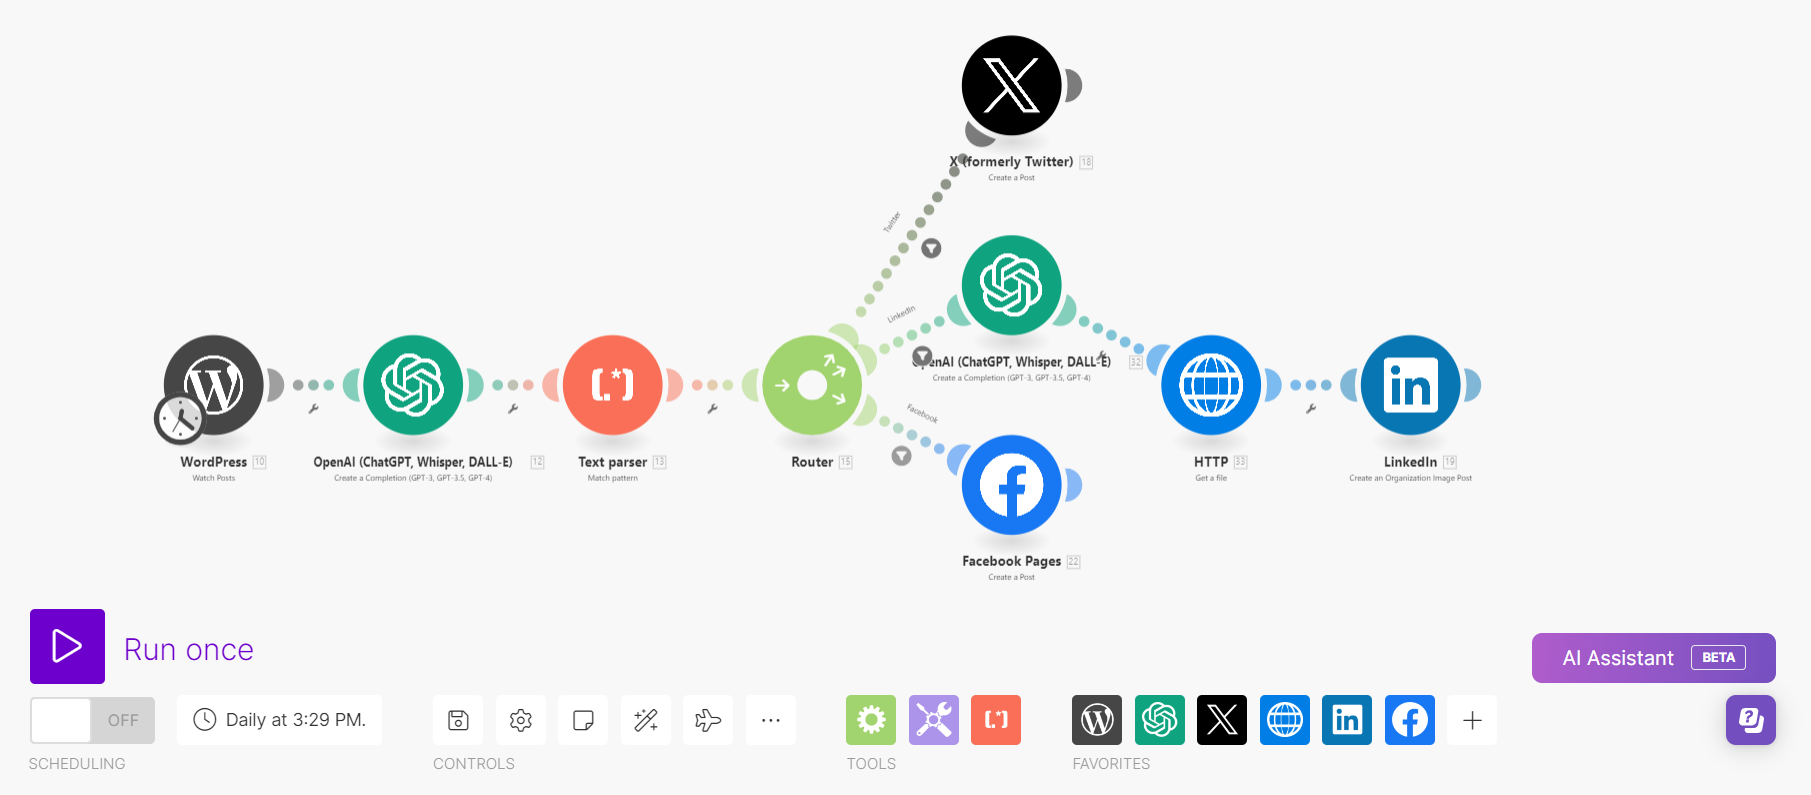 X (formerly Twitter) 18
Create a Post
Twitter
LinkedIn
OpenAI (ChatGPT, Whisper, DALL-E) 32
Create a Completion (GPT-3, GPT-3.5, GPT-4)
Facebook
WordPress 10
Watch Posts
OpenAI (ChatGPT, Whisper, DALL-E) 12
Create a Completion (GPT-3, GPT-3.5, GPT-4)
Text parser 13
Match pattern
Router 15
HTTP 33
Get a file
LinkedIn 19
Create an Organization Image Post
Facebook Pages 22
Create a Post
Run once
AI Assistant BETA
OFF
Daily at 3:29 PM.
SCHEDULING
CONTROLS
TOOLS
FAVORITES